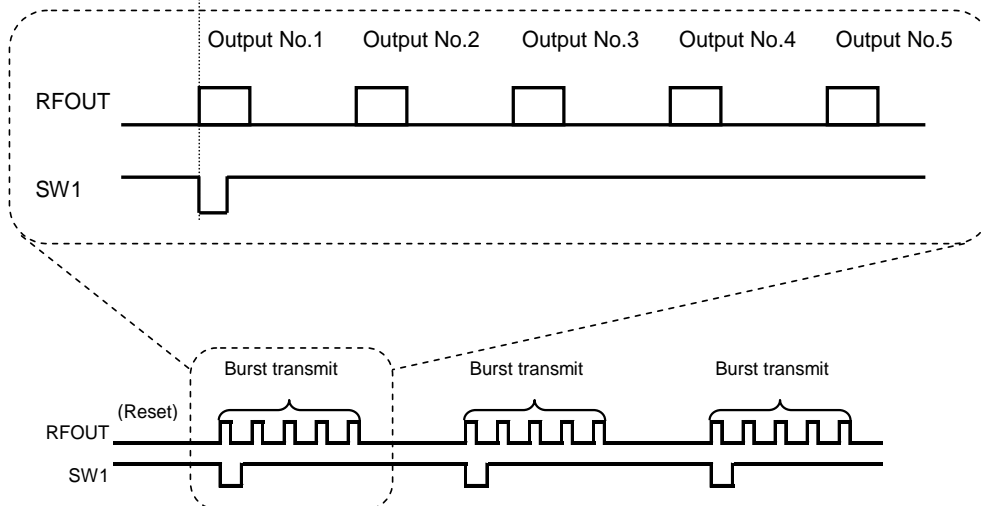 Output No.1 Output No.2 Output No.3 Output No.4 Output No.5
RFOUT
SW1
Burst transmit Burst transmit Burst transmit
(Reset)
RFOUT
SW1